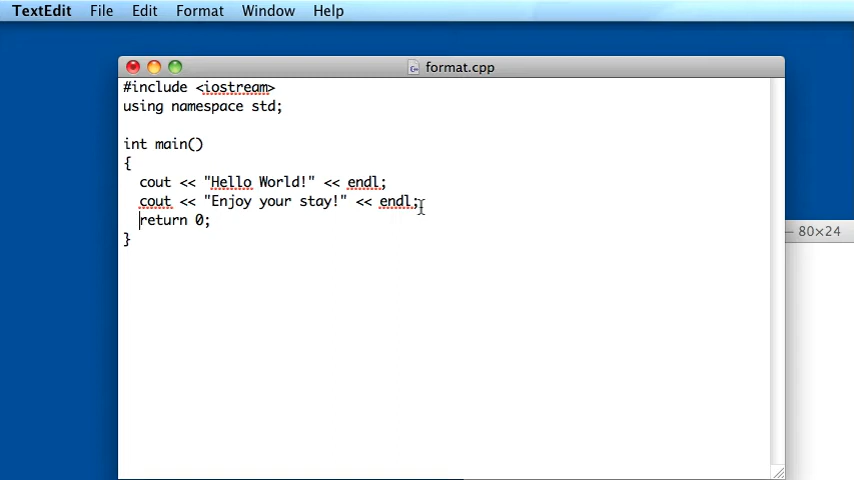 TextEdit File Edit Format Window Help
format.cpp
#include <iostream>
using namespace std;
int main()
{
cout << "Hello World!" << endl;
cout << "Enjoy your stay!" << endl;
return 0;
}
— 80×24